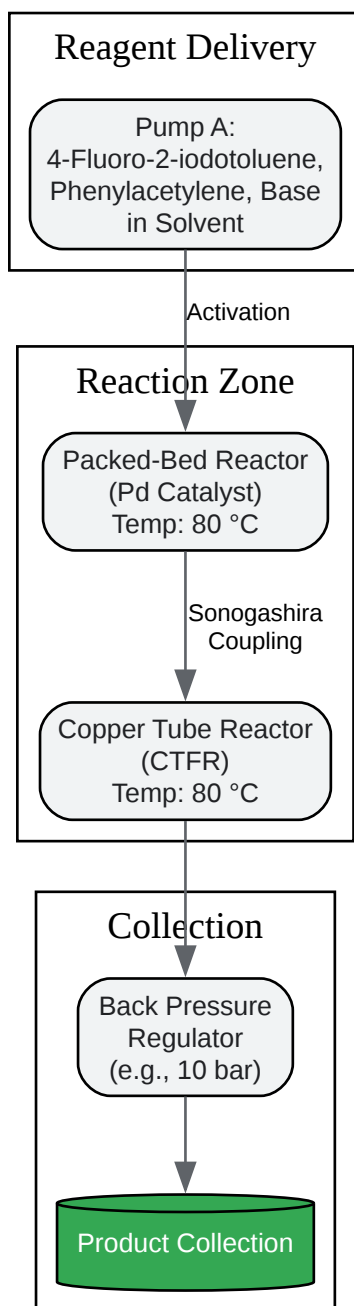 Reagent Delivery
Pump A:
4-Fluoro-2-iodotoluene,
Phenylacetylene, Base
in Solvent
Activation
Reaction Zone
Packed-Bed Reactor
(Pd Catalyst)
Temp: 80 °C
Sonogashira
Coupling
Copper Tube Reactor
(CTFR)
Temp: 80 °C
Collection
Back Pressure
Regulator
(e.g., 10 bar)
Product Collection